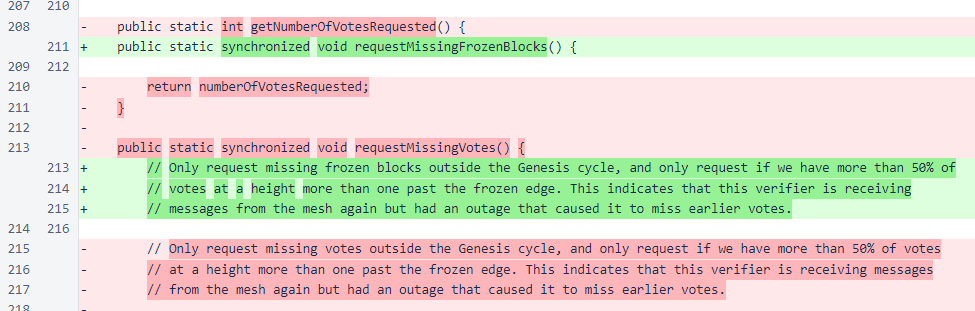 207 210
208 - public static int getNumberOfVotesRequested() {
211 + public static synchronized void requestMissingFrozenBlocks() {
209 212
210 - return numberOfVotesRequested;
211 - }
212 -
213 - public static synchronized void requestMissingVotes() {
213 + // Only request missing frozen blocks outside the Genesis cycle, and only request if we have more than 50% of
214 + // votes at a height more than one past the frozen edge. This indicates that this verifier is receiving
215 + // messages from the mesh again but had an outage that caused it to miss earlier votes.
214 216
215 - // Only request missing votes outside the Genesis cycle, and only request if we have more than 50% of votes
216 - // at a height more than one past the frozen edge. This indicates that this verifier is receiving messages
217 - // from the mesh again but had an outage that caused it to miss earlier votes.
218 -